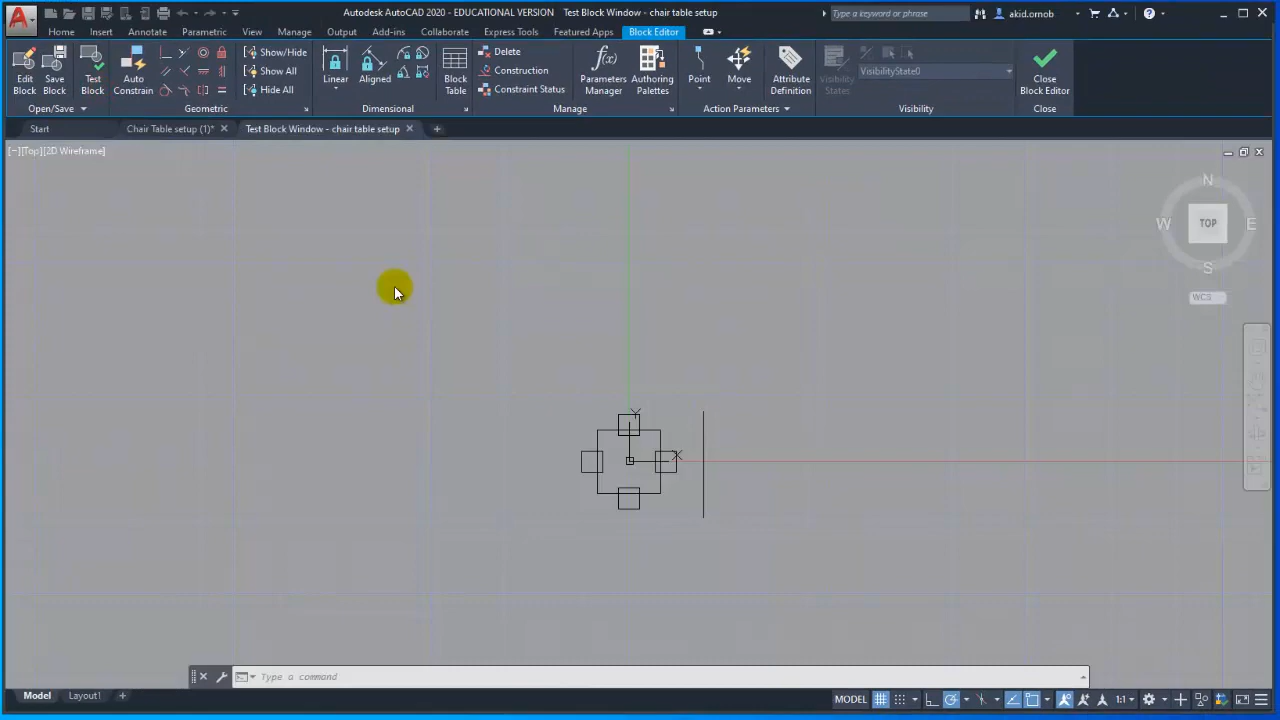 Autodesk AutoCAD 2020 - EDUCATIONAL VERSION Test Block Window - chair table setup
Type a keyword or phrase
akid.ornob
Home Insert Annotate Parametric View Manage Output Add-ins Collaborate Express Tools Featured Apps Block Editor
Edit Block
Save Block
Test Block
Auto Constrain
Show/Hide
Show All
Hide All
Linear
Aligned
Block Table
Delete
Construction
Constraint Status
Parameters Manager
Authoring Palettes
Point
Move
Attribute Definition
Visibility States
VisibilityState0
Close Block Editor
Open/Save Geometric Dimensional Manage Action Parameters Visibility Close
Start Chair Table setup (1)* Test Block Window - chair table setup
[−][Top][2D Wireframe]
N
W TOP E
S
WCS
Type a command
Model Layout1
MODEL 1:1